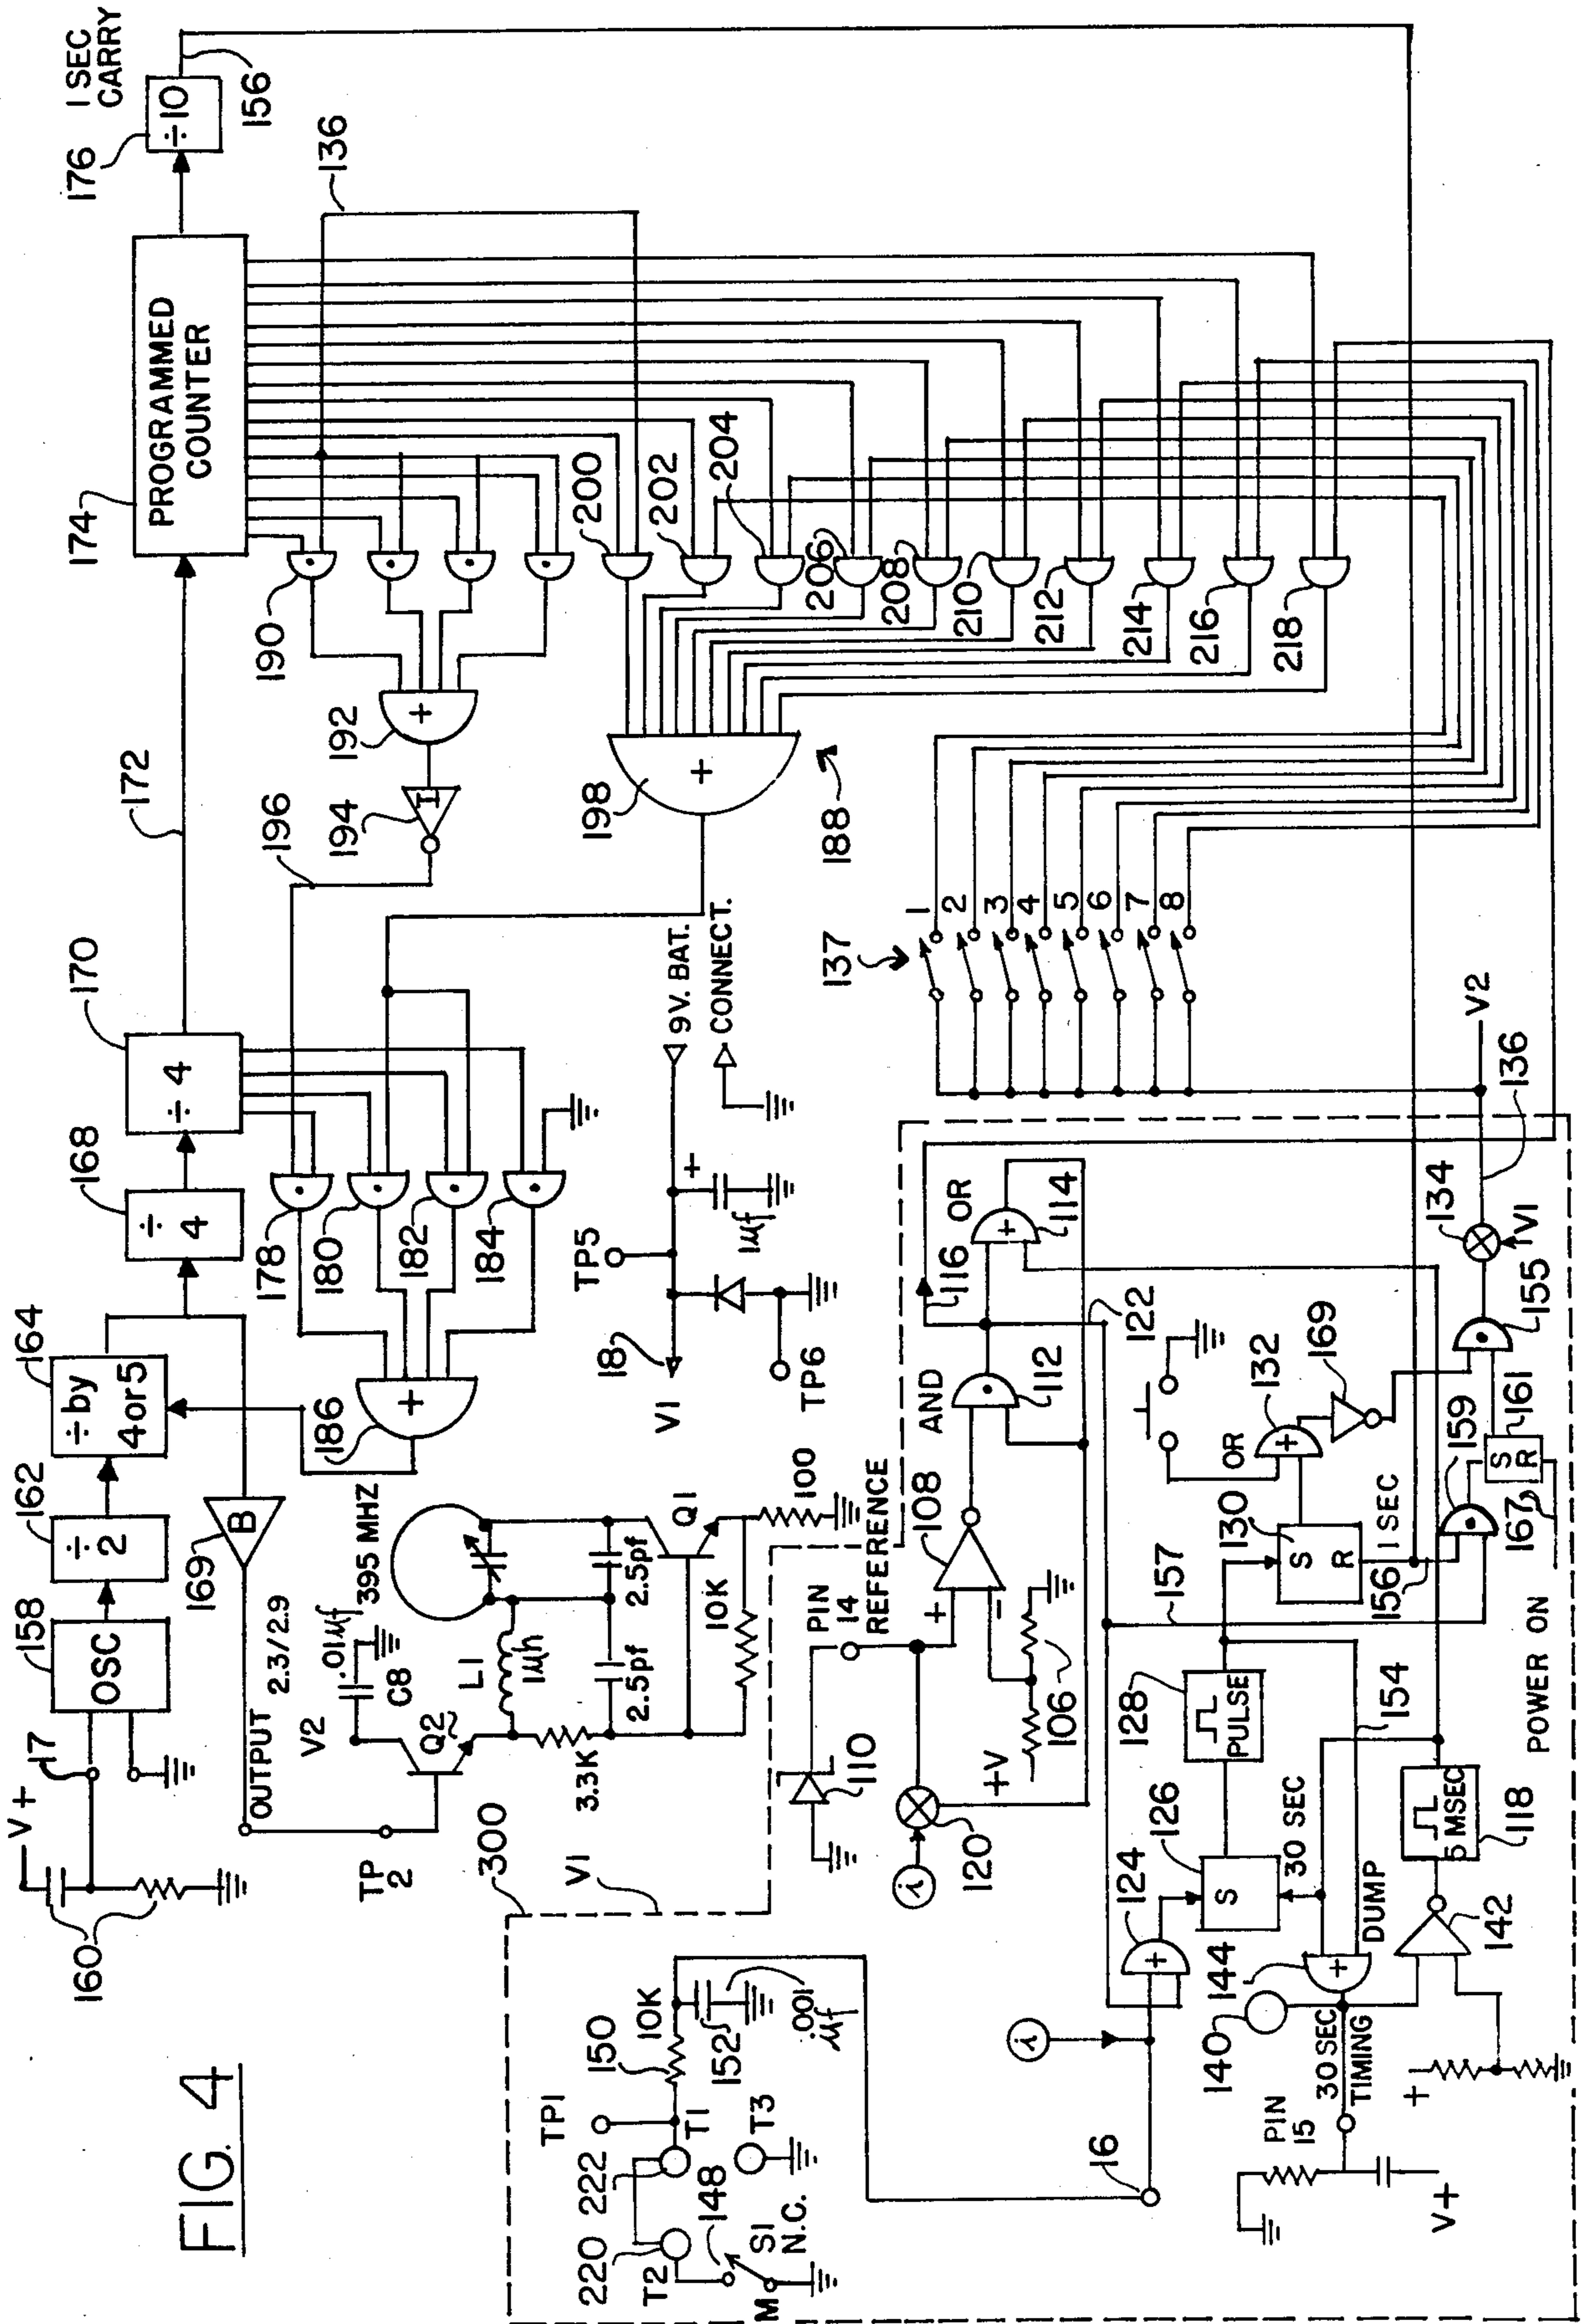 FIG. 4
160
V+
17
158
OSC
162
÷
2
164
÷ by
4or5
168
÷
4
170
÷ 4
172
174
PROGRAMMED
COUNTER
176
1 SEC
CARRY
÷10
156
136
169
B
2.3/2.9
OUTPUT
TP
2
186
+
178
180
182
184
196
194
I
192
+
190
200
202
204
206
208
210
212
214
216
218
198
+
188
V2
.01µf
C8
395 MHZ
Q2
L1
1µh
3.3K
2.5pf
2.5pf
10K
Q1
100
V1
18
TP5
TP6
+
1µf
9V. BAT.
CONNECT.
137
1
2
3
4
5
6
7
8
V2
136
134
V1
155
300
V1
110
PIN
14
REFERENCE
108
+
-
106
+V
120
i
AND
112
116
OR
114
+
122
132
OR
+
169
161
159
S
R
167
157
130
S
R
1 SEC
156
128
PULSE
154
126
S
30 SEC
124
+
DUMP
144
+
118
5 MSEC
142
POWER ON
140
30 SEC
TIMING
PIN
15
V+
+
i
16
TP1
150
10K
152
.001
µf
T1
T3
222
220
T2
148
S1
N.C.
M